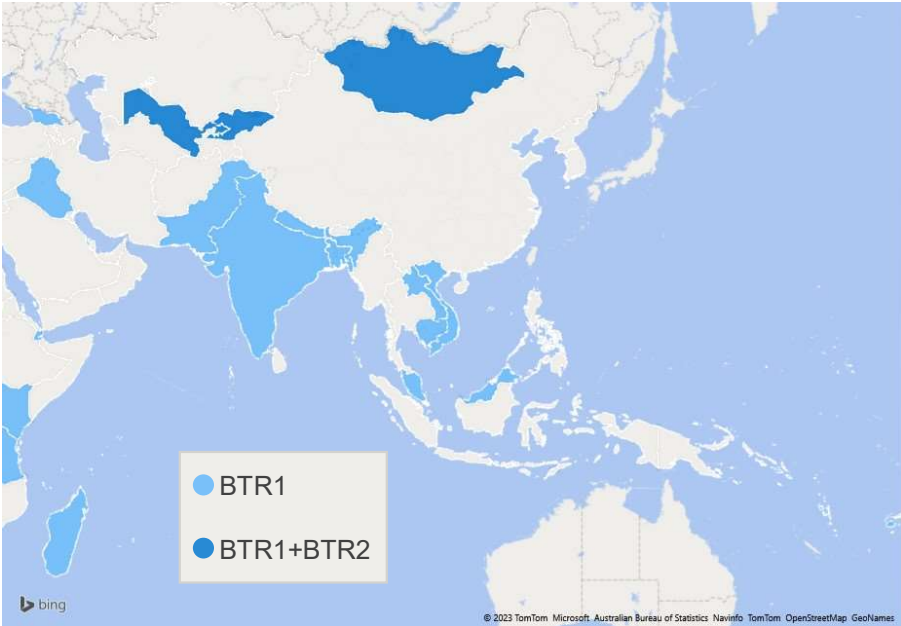 BTR1
BTR1+BTR2
bing
© 2023 TomTom Microsoft Australian Bureau of Statistics Navinfo TomTom OpenStreetMap GeoNames